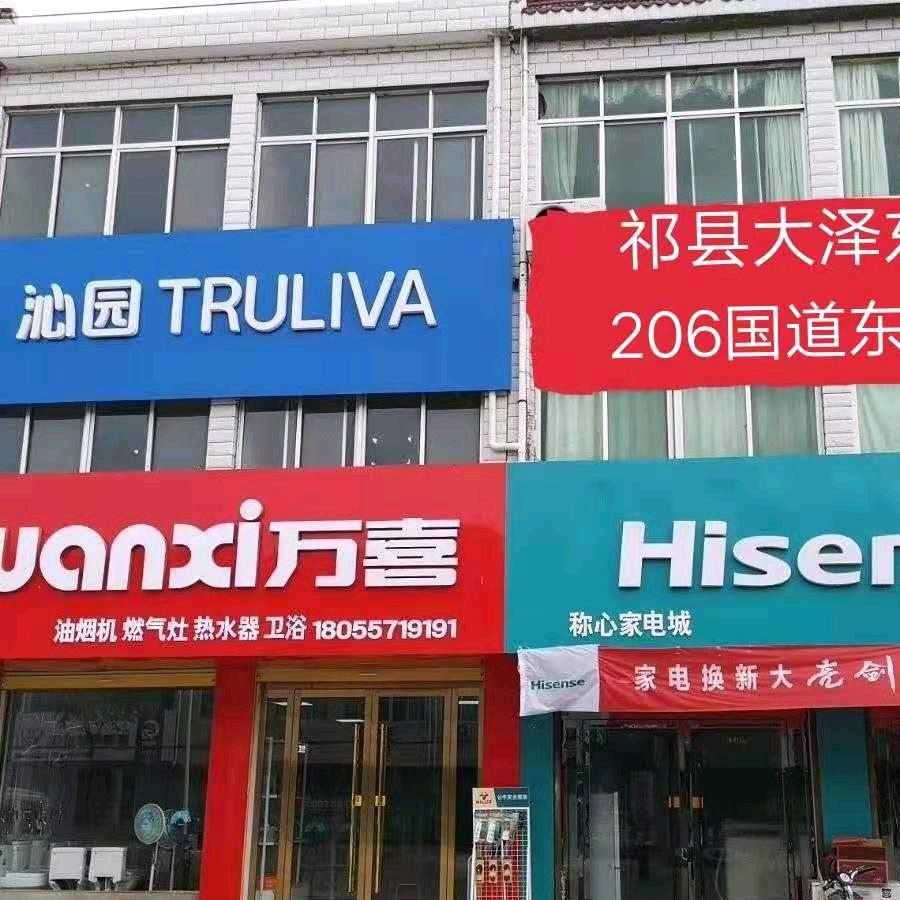 沁园 TRULIVA
祁县大泽东
206国道东
wanxi万喜
油烟机 燃气灶 热水器 卫浴 18055719191
Hisen
称心家电城
Hisense 家电换新大亮剑